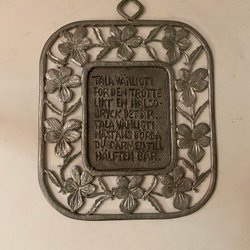 TALA VÄNLIGT!
FÖR DEN TRÖTTE
LIKT EN HÄLSO-
DRYCK DET ÄR.
TALA VÄNLIGT!
NÄSTANS BÖRDA
DU DÄRMED TILL
HÄLFTEN BÄR.